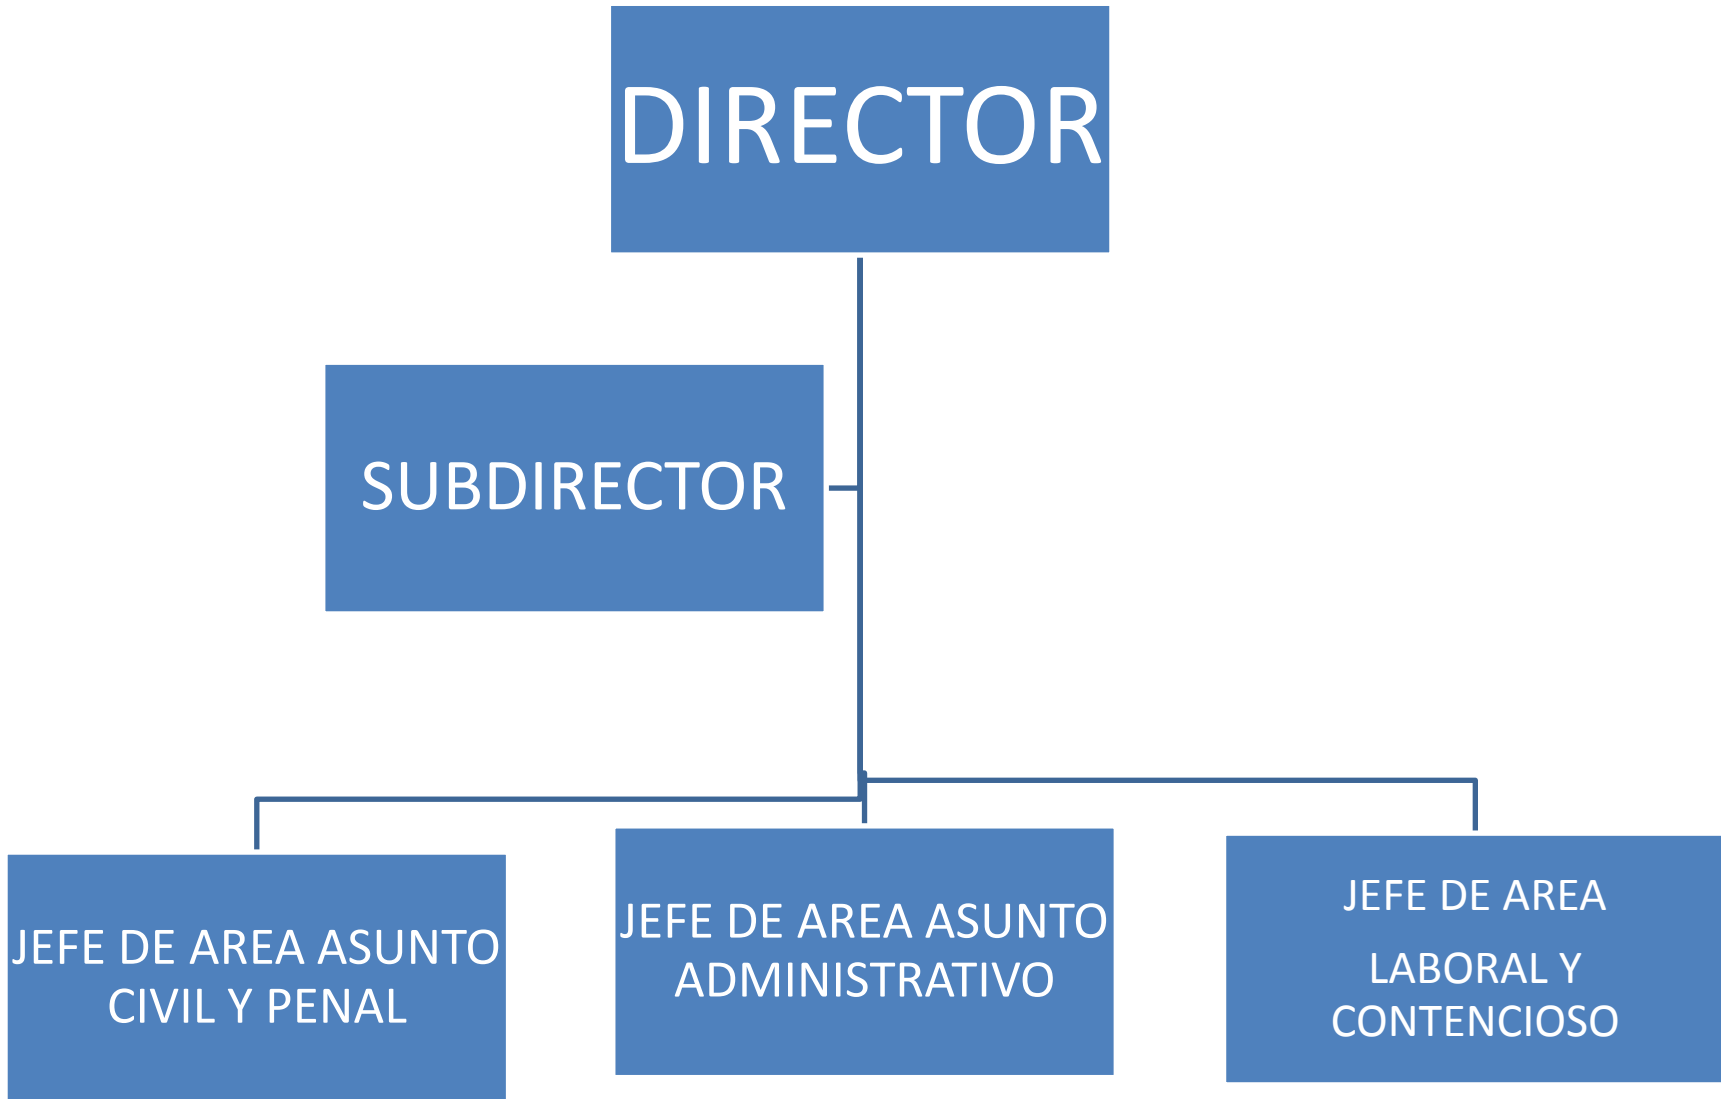 DIRECTOR
SUBDIRECTOR
JEFE DE AREA ASUNTO
CIVIL Y PENAL
JEFE DE AREA ASUNTO
ADMINISTRATIVO
JEFE DE AREA
LABORAL Y
CONTENCIOSO